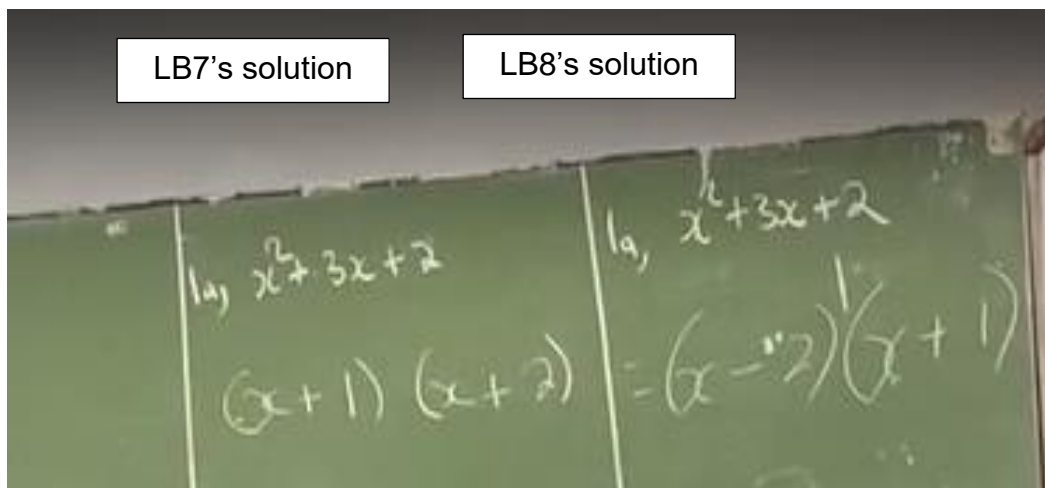 LB7's solution
LB8's solution
1a, x²+ 3x + 2
(x + 1) (x + 2)
1a, x²+3x+2
= (x - 2) (x + 1)